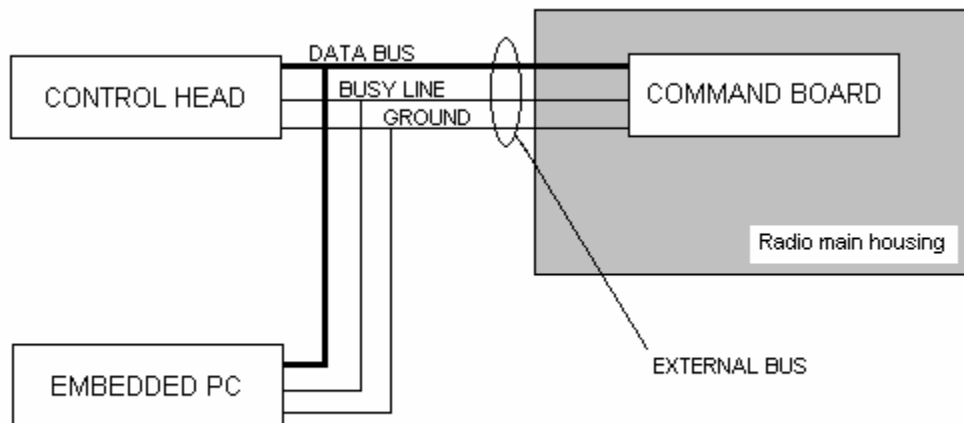 DATA BUS
CONTROL HEAD
BUSY LINE
COMMAND BOARD
GROUND
Radio main housing
EXTERNAL BUS
EMBEDDED PC